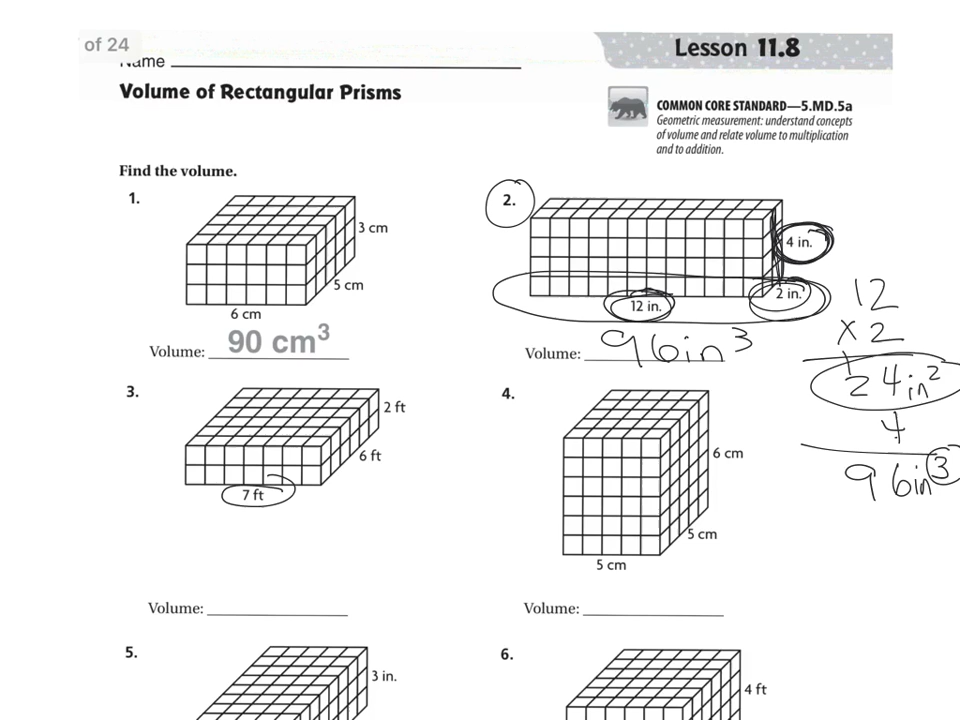 of 24
Lesson 11.8
Name
Volume of Rectangular Prisms
COMMON CORE STANDARD—5.MD.5a
Geometric measurement: understand concepts
of volume and relate volume to multiplication
and to addition.
Find the volume.
1.
3 cm
5 cm
6 cm
Volume: 90 cm³
2.
4 in.
2 in.
12 in.
Volume: 96in³
12
x 2
24in²
4
96in³
3.
2 ft
6 ft
7 ft
Volume:
4.
6 cm
5 cm
5 cm
Volume:
5.
3 in.
6.
4 ft